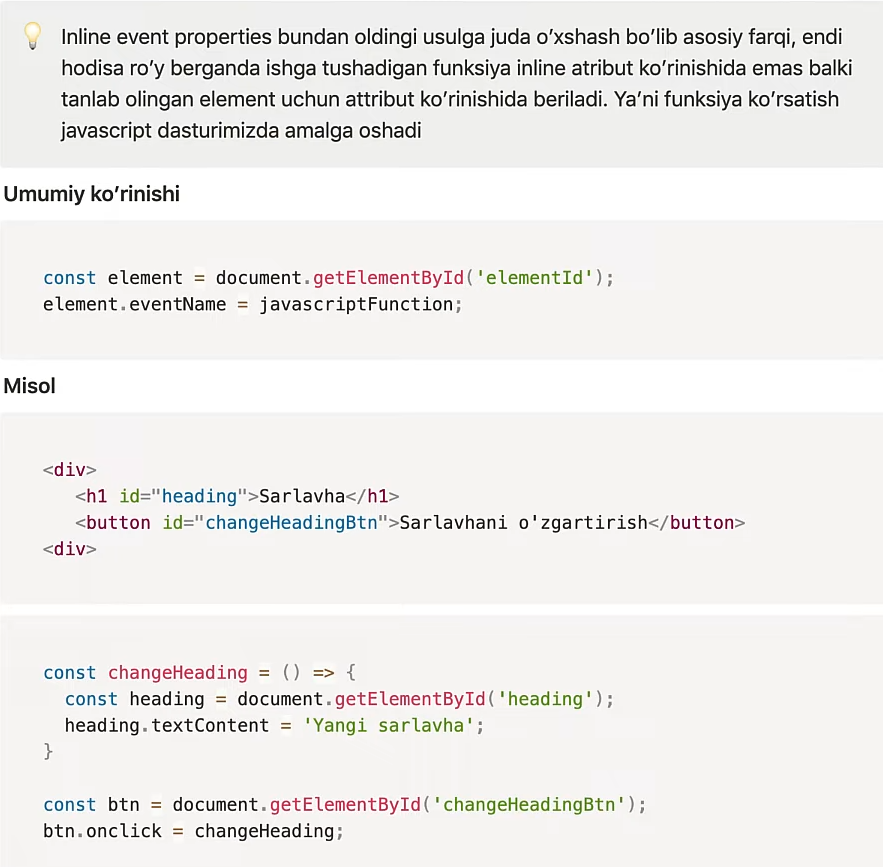 Inline event properties bundan oldingi usulga juda o’xshash bo’lib asosiy farqi, endi
hodisa ro’y berganda ishga tushadigan funksiya inline atribut ko’rinishida emas balki
tanlab olingan element uchun attribut ko’rinishida beriladi. Ya’ni funksiya ko’rsatish
javascript dasturimizda amalga oshadi
Umumiy ko’rinishi
const element = document.getElementById('elementId');
element.eventName = javascriptFunction;
Misol
<div>
   <h1 id="heading">Sarlavha</h1>
   <button id="changeHeadingBtn">Sarlavhani o'zgartirish</button>
<div>
const changeHeading = () => {
  const heading = document.getElementById('heading');
  heading.textContent = 'Yangi sarlavha';
}
const btn = document.getElementById('changeHeadingBtn');
btn.onclick = changeHeading;